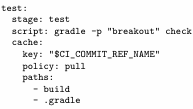 test:
  stage: test
  script: gradle -p "breakout" check
  cache:
    key: "$CI_COMMIT_REF_NAME"
    policy: pull
    paths:
      - build
      - .gradle